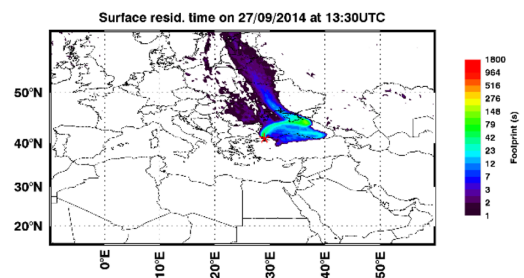 Surface resid. time on 27/09/2014 at 13:30UTC
50°N
40°N
30°N
20°N
0°E
10°E
20°E
30°E
40°E
50°E
1800
964
516
276
148
79
42
23
12
7
3
2
1
Footprint (s)